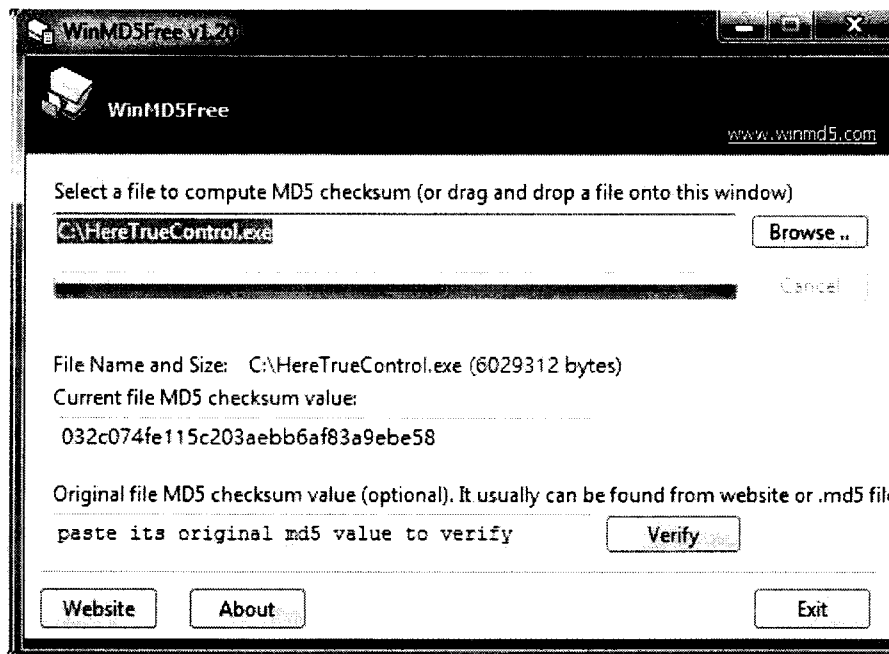 WinMD5Free v1.20
WinMD5Free
www.winmd5.com
Select a file to compute MD5 checksum (or drag and drop a file onto this window)
C:\HereTrueControl.exe
Browse ..
Cancel
File Name and Size: C:\HereTrueControl.exe (6029312 bytes)
Current file MD5 checksum value:
032c074fe115c203aebb6af83a9ebe58
Original file MD5 checksum value (optional). It usually can be found from website or .md5 file
paste its original md5 value to verify
Verify
Website
About
Exit